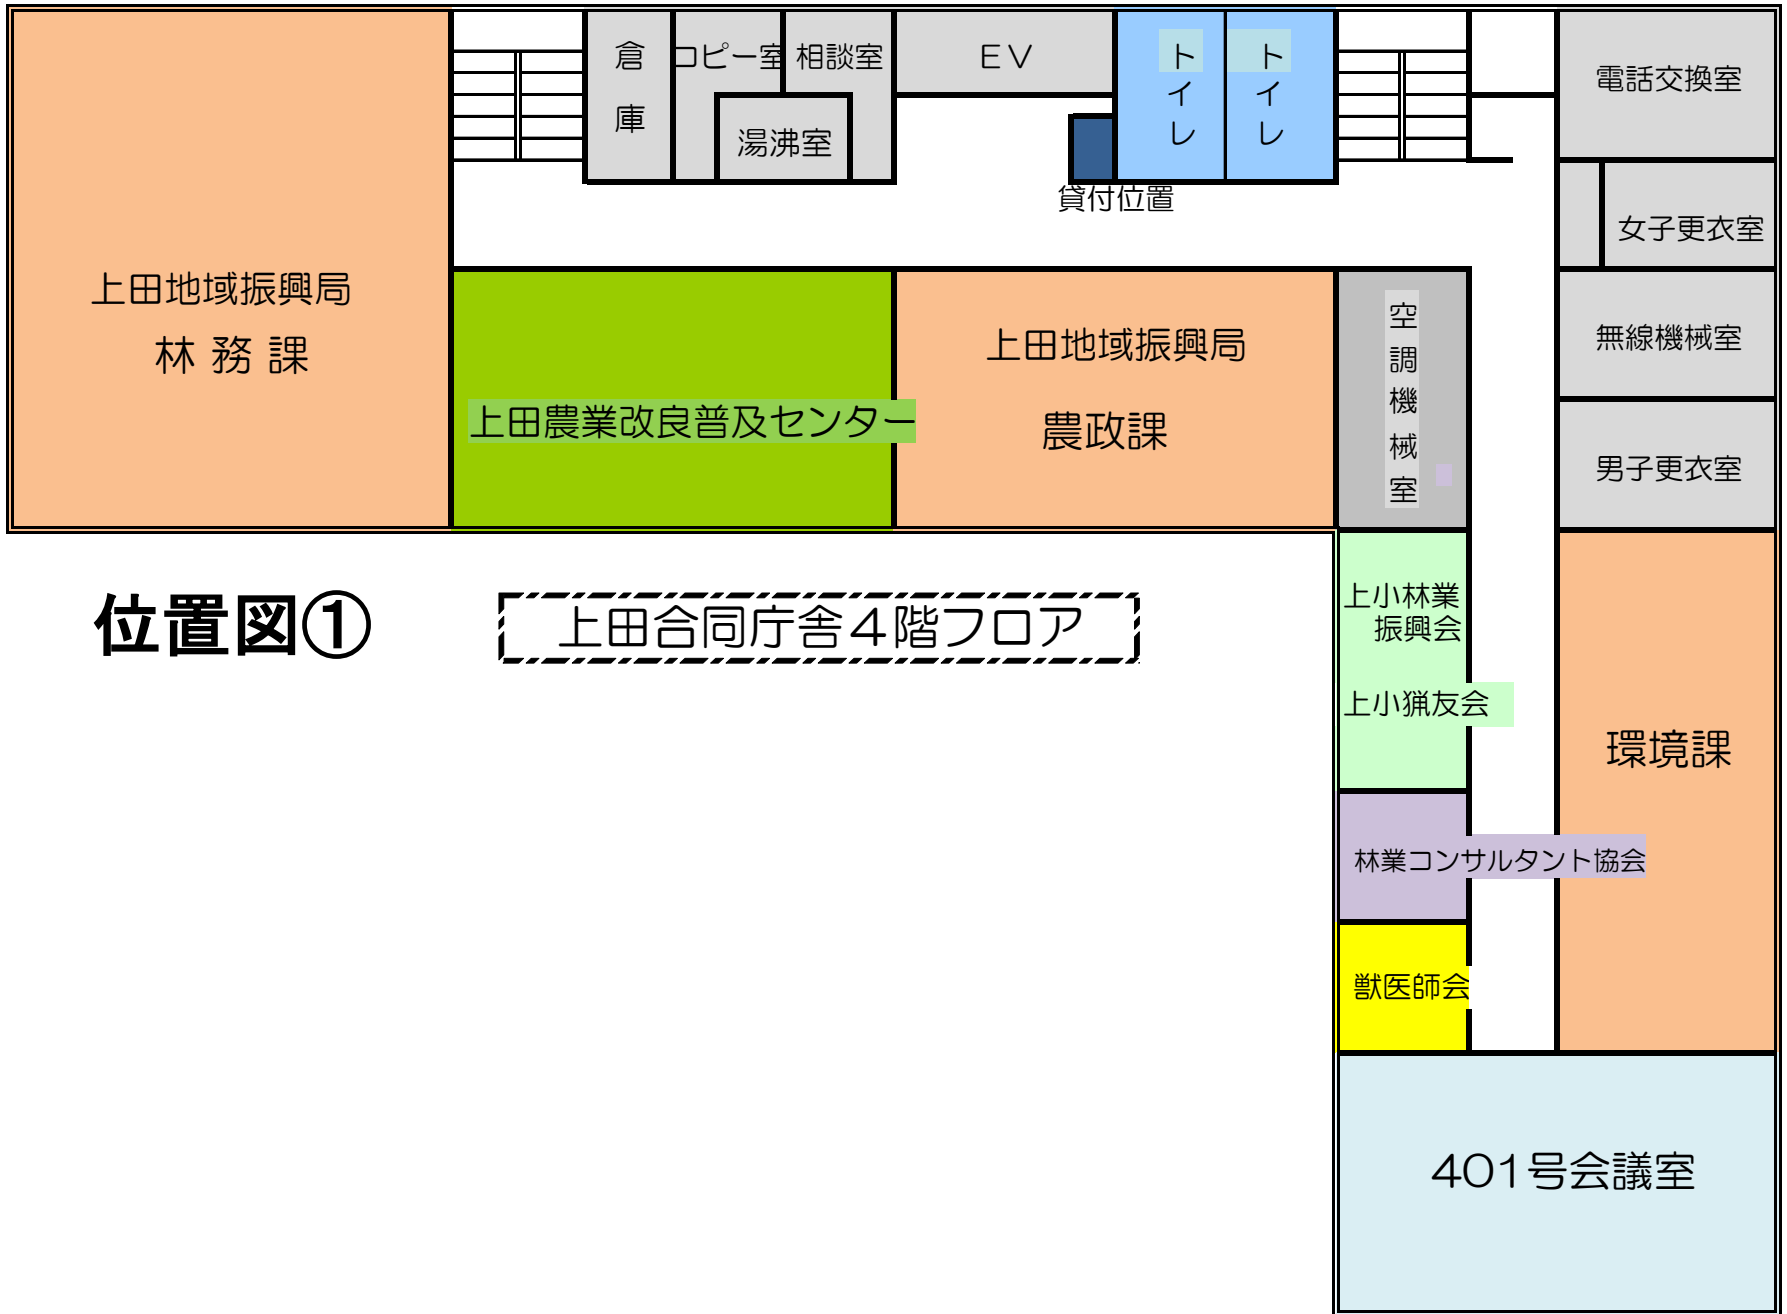 倉庫
コピー室
相談室
ＥＶ
トイレ
トイレ
電話交換室
湯沸室
貸付位置
女子更衣室
上田地域振興局
林 務 課
上田農業改良普及センター
上田地域振興局
農政課
空調機械室
無線機械室
男子更衣室
位置図①
上田合同庁舎４階フロア
上小林業
振興会
上小猟友会
環境課
林業コンサルタント協会
獣医師会
401号会議室